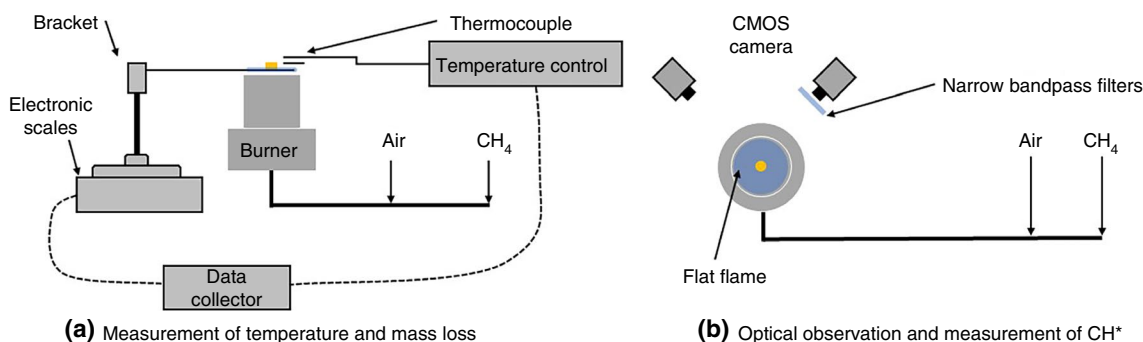 Bracket
Thermocouple
Temperature control
Electronic
scales
Burner
Air
CH4
Data
collector
(a) Measurement of temperature and mass loss
CMOS
camera
Narrow bandpass filters
Air
CH4
Flat flame
(b) Optical observation and measurement of CH*